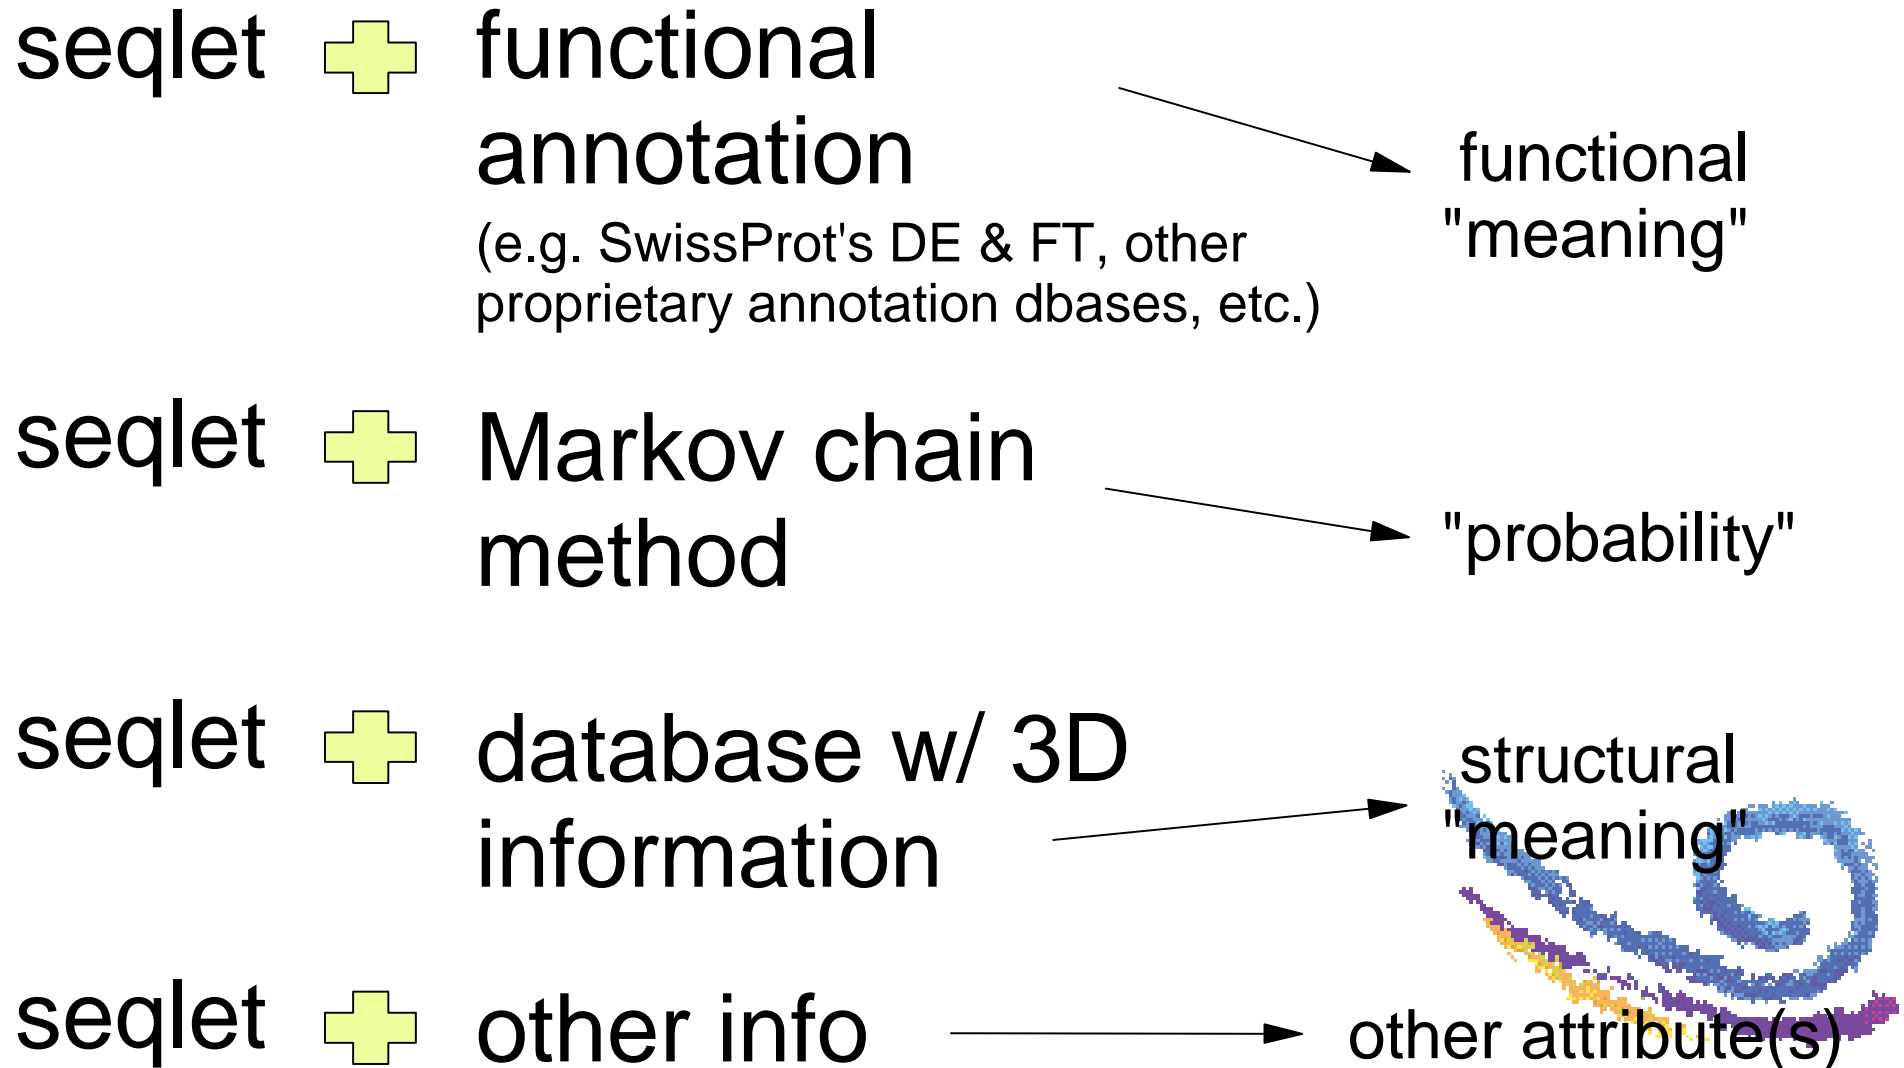 seqlet functional
annotation
(e.g. SwissProt's DE & FT, other
proprietary annotation dbases, etc.)
functional
"meaning"
seqlet Markov chain
method
"probability"
seqlet database w/ 3D
information
structural
"meaning"
seqlet other info other attribute(s)